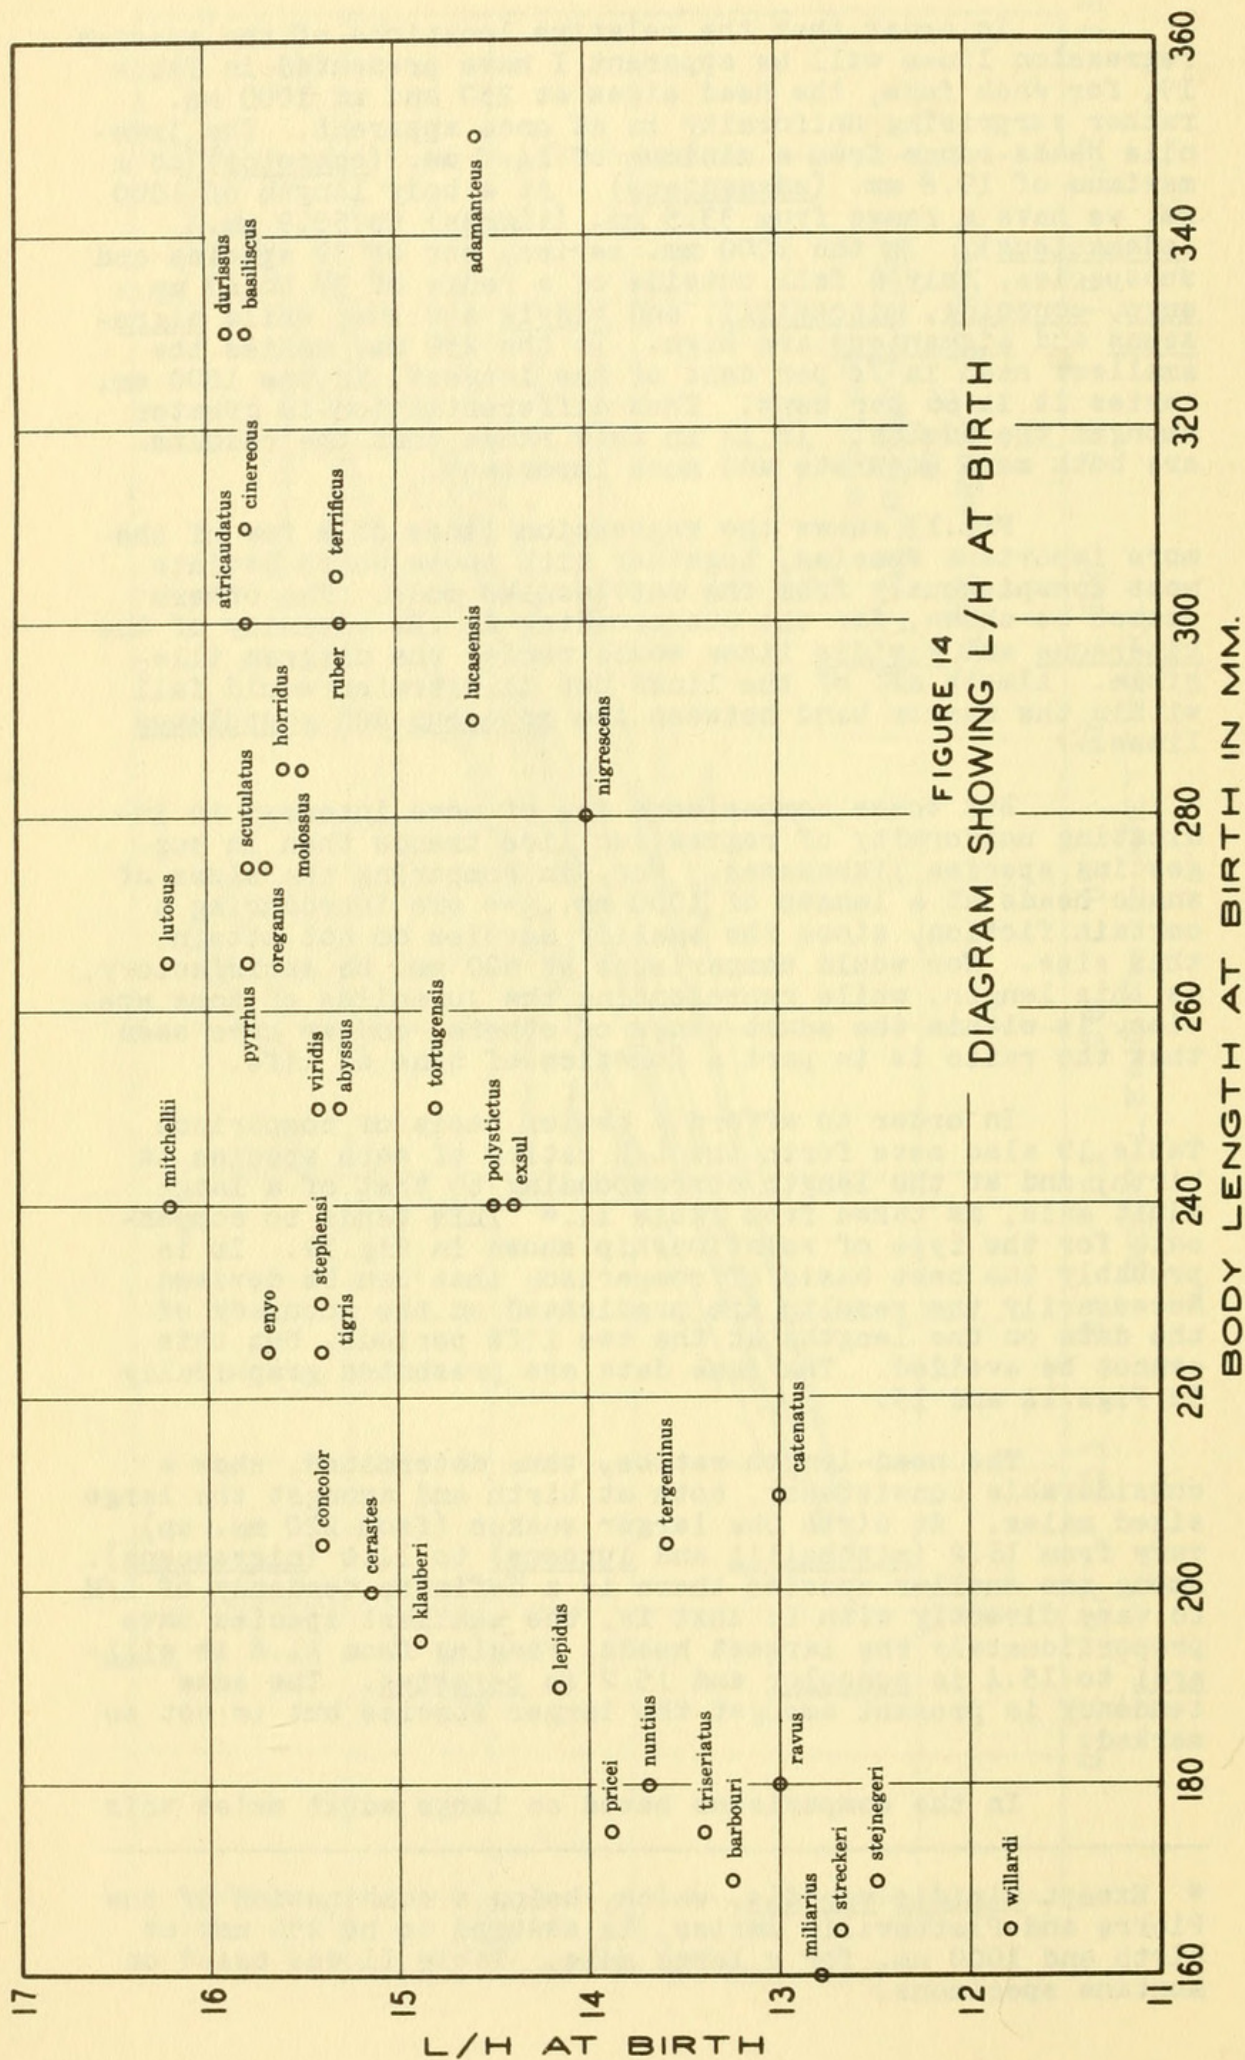 L/H AT BIRTH
17
16
15
14
13
12
11
mitchellii
lutosus
durissus
basiliscus
atricaudatus
cinereous
pyrrhus
scutulatus
oreganus
horridus
molossus
enyo
stephensi
tigris
viridis
abyssus
ruber
terrificus
concolor
cerastes
klauberi
tortugensis
polystictus
exsul
lucasensis
adamanteus
lepidus
nigrescens
pricei
nuntius
tergeminus
triseriatus
barbouri
ravus
catenatus
miliarius
streckeri
stejnegeri
willardi
FIGURE 14
DIAGRAM SHOWING L/H AT BIRTH
160 180 200 220 240 260 280 300 320 340 360
BODY LENGTH AT BIRTH IN MM.